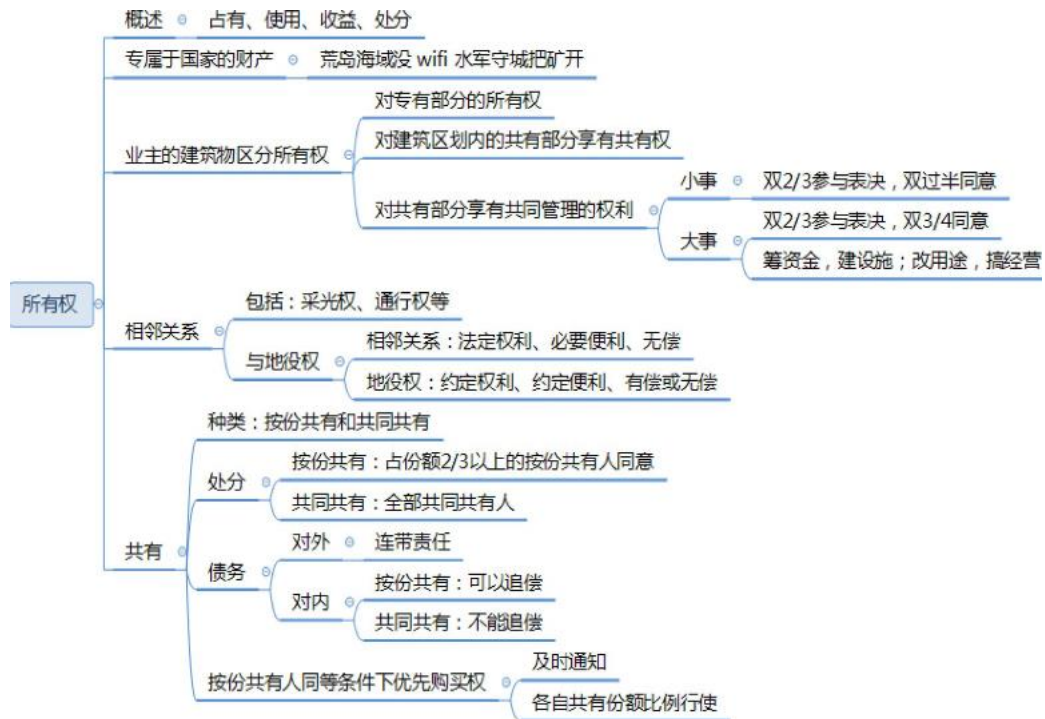 所有权
概述
占有、使用、收益、处分
专属于国家的财产
荒岛海域没 wifi 水军守城把矿开
业主的建筑物区分所有权
对专有部分的所有权
对建筑区划内的共有部分享有共有权
对共有部分享有共同管理的权利
小事
双2/3参与表决，双过半同意
大事
双2/3参与表决，双3/4同意
筹资金，建设施；改用途，搞经营
相邻关系
包括：采光权、通行权等
与地役权
相邻关系：法定权利、必要便利、无偿
地役权：约定权利、约定便利、有偿或无偿
共有
种类：按份共有和共同共有
处分
按份共有：占份额2/3以上的按份共有人同意
共同共有：全部共同共有人
债务
对外
连带责任
对内
按份共有：可以追偿
共同共有：不能追偿
按份共有人同等条件下优先购买权
及时通知
各自共有份额比例行使